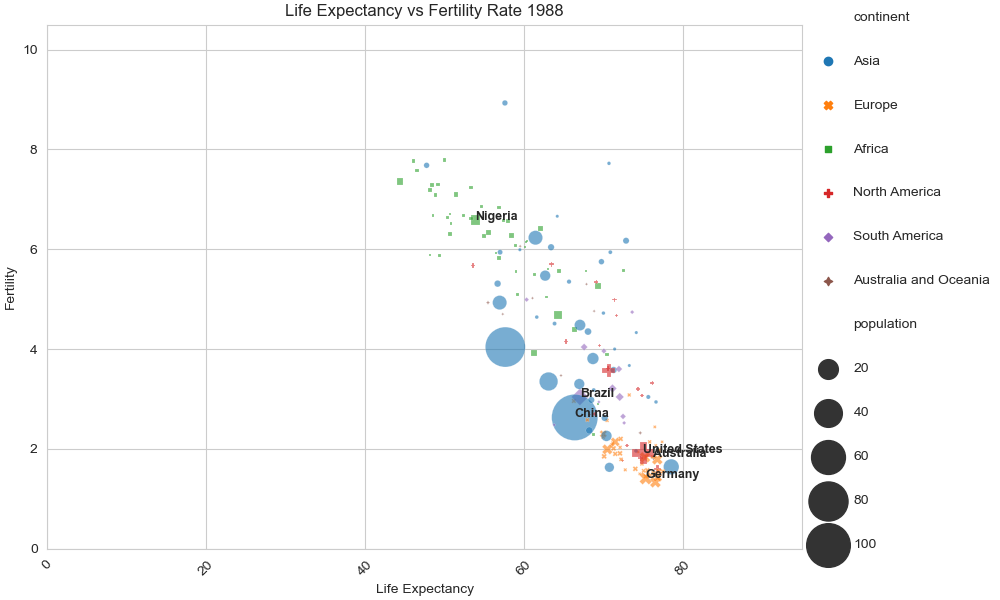 Life Expectancy vs Fertility Rate 1988
continent
Asia
Europe
Africa
North America
South America
Australia and Oceania
population
20
40
60
80
100
Fertility
10
8
6
4
2
0
Nigeria
Brazil
China
United States
Australia
Germany
0
20
40
60
80
Life Expectancy